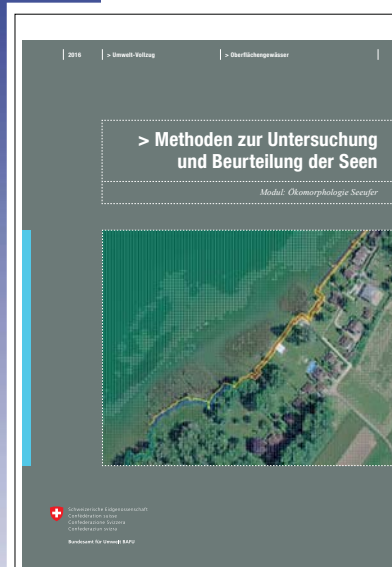 2016 > Umwelt-Vollzug > Oberflächengewässer
> Methoden zur Untersuchung
und Beurteilung der Seen
Modul: Ökomorphologie Seeufer
Schweizerische Eidgenossenschaft
Confédération suisse
Confederazione Svizzera
Confederaziun svizra
Bundesamt für Umwelt BAFU